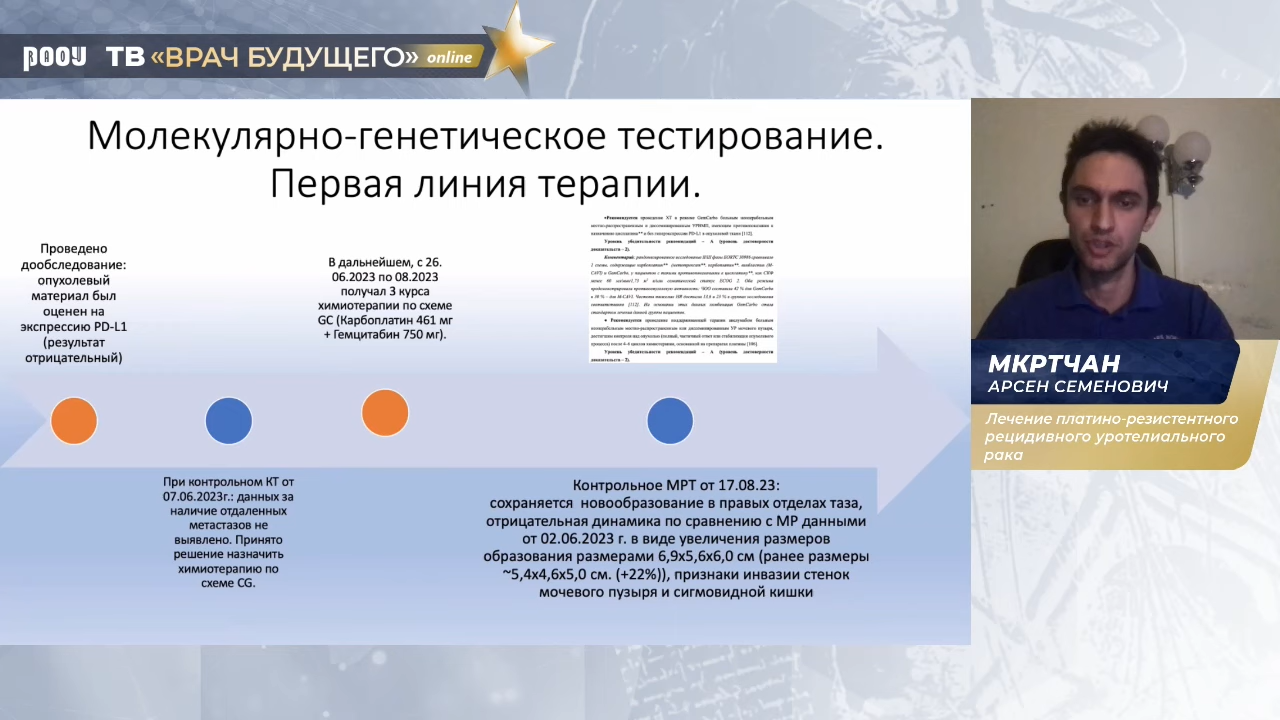 РООУ ТВ «ВРАЧ БУДУЩЕГО» online
Молекулярно-генетическое тестирование.
Первая линия терапии.
роведено
дообследование:
пухолевый
материал был
оценен на
экспрессию PD-L1
результат
отрицательный)
При контрольном КТ от
07.06.2023г.: данных за
наличие отдаленных
метастазов не
выявлено. Принято
решение назначить
химиотерапию по
схеме CG.
В дальнейшем, с 26.
06.2023 по 08.2023
получал 3 курса
химиотерапии по схеме
GC (Карбоплатин 461 мг
+ Гемцитабин 750 мг).
Контрольное МРТ от 17.08.23:
сохраняется новообразование в правых отделах таза,
отрицательная динамика по сравнению с МР данными
от 02.06.2023 г. в виде увеличения размеров
образования размерами 6,9х5,6х6,0 см (ранее размеры
~5,4х4,6х5,0 см. (+22%)), признаки инвазии стенок
мочевого пузыря и сигмовидной кишки
МКРТЧАН
АРСЕН СЕМЕНОВИЧ
Лечение платино-резистентного
рецидивного уротелиального
рака